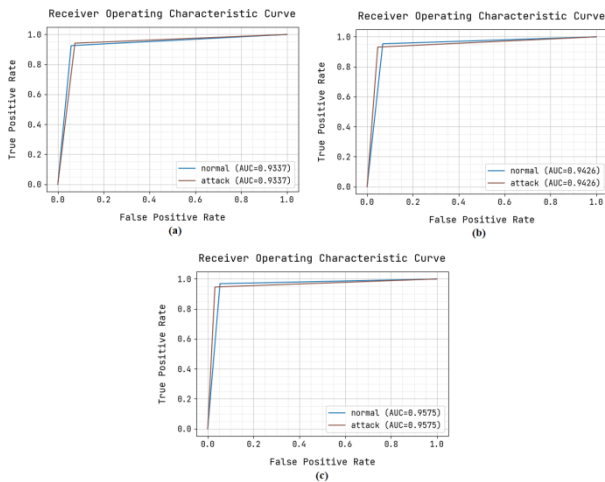 Receiver Operating Characteristic Curve
True Positive Rate
1.0
0.8
0.6
0.4
0.2
0.0
normal (AUC=0.9337)
attack (AUC=0.9337)
0.0 0.2 0.4 0.6 0.8 1.0
False Positive Rate
(a)
Receiver Operating Characteristic Curve
True Positive Rate
1.0
0.8
0.6
0.4
0.2
0.0
normal (AUC=0.9426)
attack (AUC=0.9426)
0.0 0.2 0.4 0.6 0.8 1.0
False Positive Rate
(b)
Receiver Operating Characteristic Curve
True Positive Rate
1.0
0.8
0.6
0.4
0.2
0.0
normal (AUC=0.9575)
attack (AUC=0.9575)
0.0 0.2 0.4 0.6 0.8 1.0
False Positive Rate
(c)